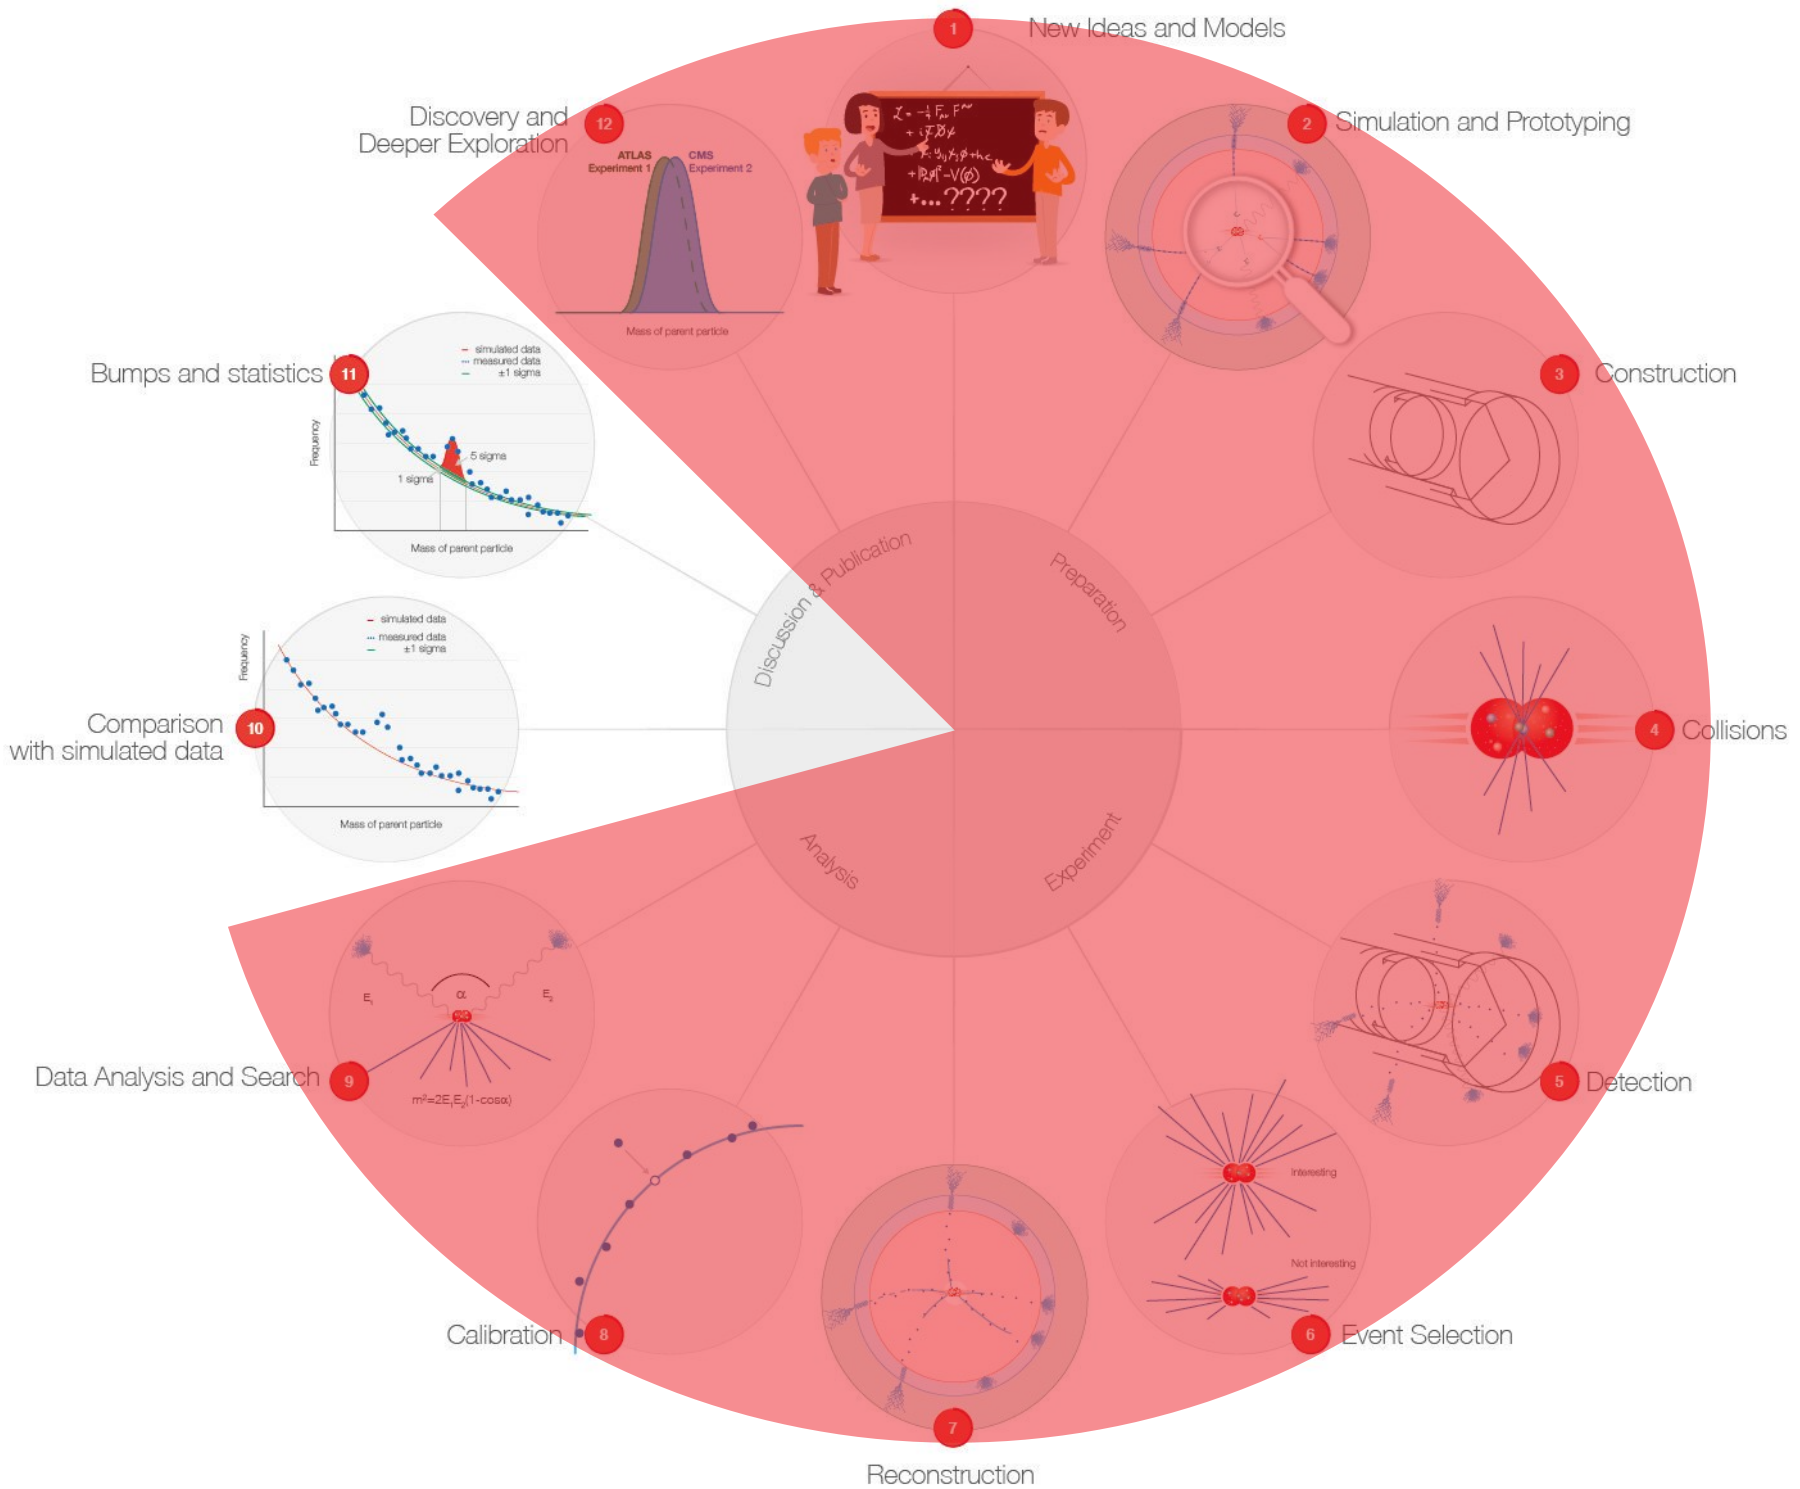 1
New Ideas and Models
2
Simulation and Prototyping
3
Construction
4
Collisions
5
Detection
Interesting
Not interesting
6
Event Selection
7
Reconstruction
8
Calibration
9
Data Analysis and Search
E1
α
E2
m²=2E1E2(1-cosα)
10
Comparison
with simulated data
simulated data
measured data
±1 sigma
Frequency
Mass of parent particle
11
Bumps and statistics
simulated data
measured data
±1 sigma
Frequency
5 sigma
1 sigma
Mass of parent particle
12
Discovery and
Deeper Exploration
ATLAS
Experiment 1
CMS
Experiment 2
Mass of parent particle
+...????
Discussion & Publication
Preparation
Analysis
Experiment